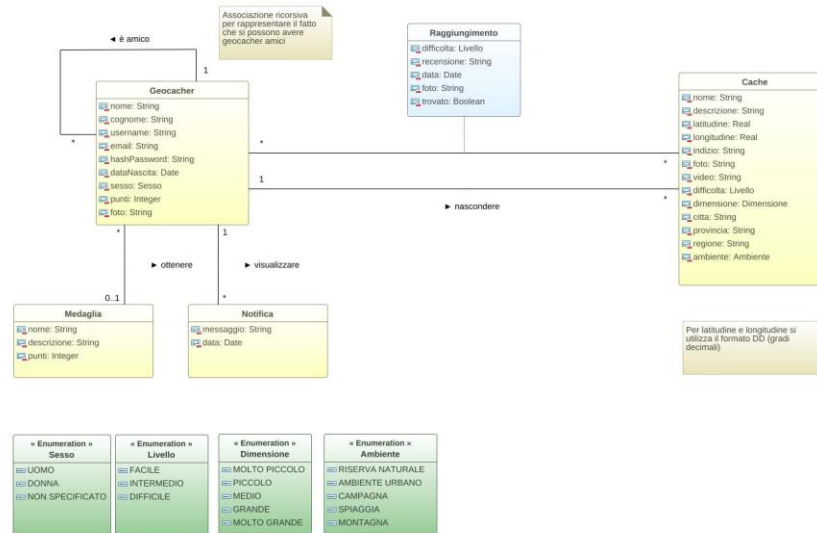 Associazione ricorsiva
per rappresentare il fatto
che si possono avere
geocacher amici
◄ è amico
1
*
Geocacher
nome: String
cognome: String
username: String
email: String
hashPassword: String
dataNascita: Date
sesso: Sesso
punti: Integer
foto: String
Raggiungimento
difficolta: Livello
recensione: String
data: Date
foto: String
trovato: Boolean
*
*
1
*
► nascondere
Cache
nome: String
descrizione: String
latitudine: Real
longitudine: Real
indizio: String
foto: String
video: String
difficolta: Livello
dimensione: Dimensione
citta: String
provincia: String
regione: String
ambiente: Ambiente
*
► ottenere
0..1
1
► visualizzare
*
Medaglia
nome: String
descrizione: String
punti: Integer
Notifica
messaggio: String
data: Date
Per latitudine e longitudine si
utilizza il formato DD (gradi
decimali)
« Enumeration »
Sesso
UOMO
DONNA
NON SPECIFICATO
« Enumeration »
Livello
FACILE
INTERMEDIO
DIFFICILE
« Enumeration »
Dimensione
MOLTO PICCOLO
PICCOLO
MEDIO
GRANDE
MOLTO GRANDE
« Enumeration »
Ambiente
RISERVA NATURALE
AMBIENTE URBANO
CAMPAGNA
SPIAGGIA
MONTAGNA